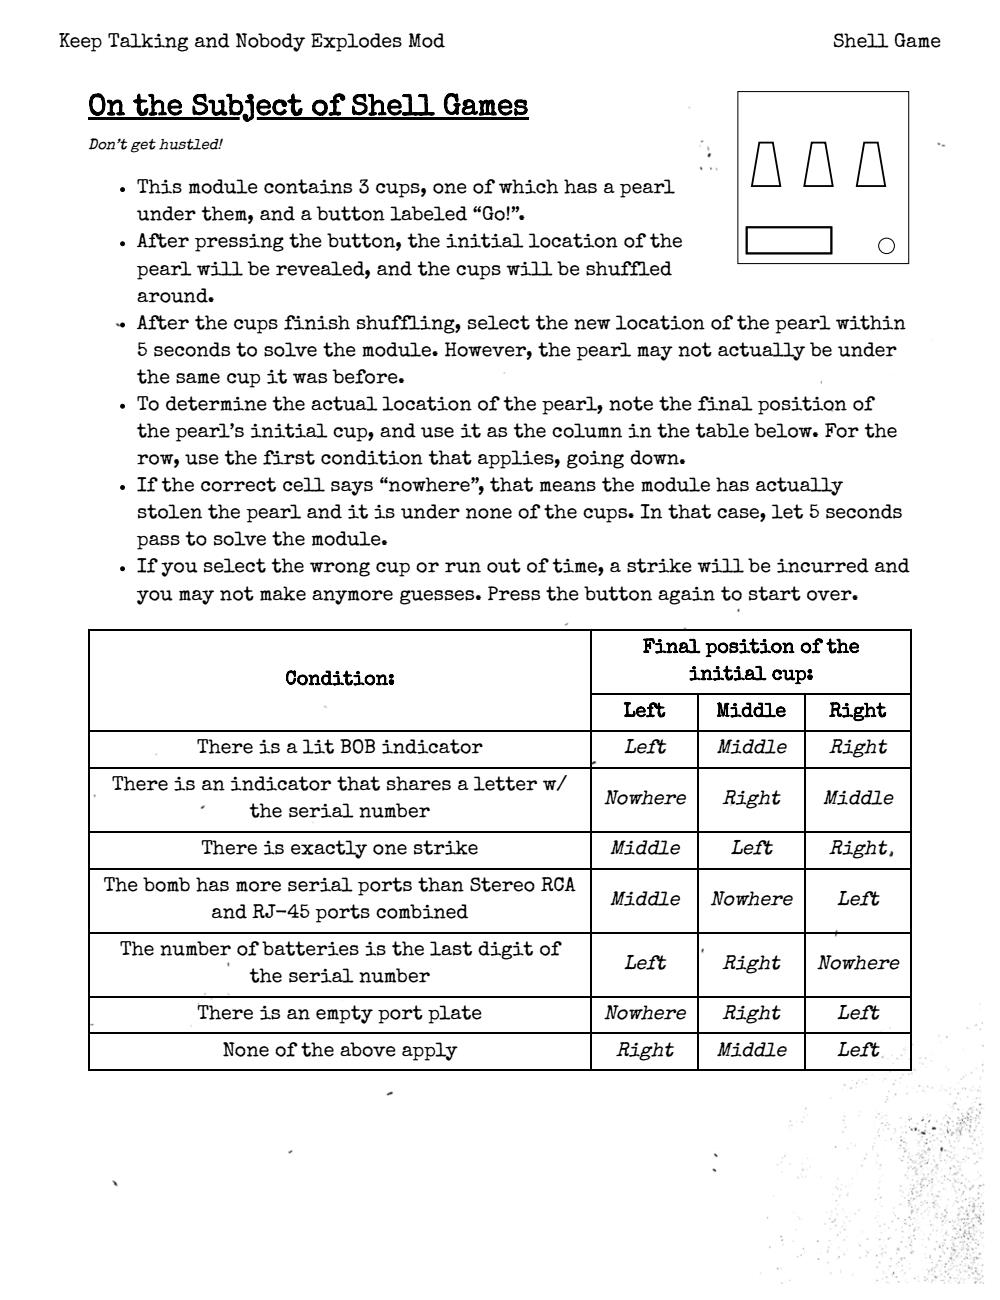 Keep Talking and Nobody Explodes Mod
Shell Game
On the Subject of Shell Games
Don't get hustled!
• This module contains 3 cups, one of which has a pearl
under them, and a button labeled “Go!”.
• After pressing the button, the initial location of the
pearl will be revealed, and the cups will be shuffled
around.
• After the cups finish shuffling, select the new location of the pearl within
5 seconds to solve the module. However, the pearl may not actually be under
the same cup it was before.
• To determine the actual location of the pearl, note the final position of
the pearl's initial cup, and use it as the column in the table below. For the
row, use the first condition that applies, going down.
• If the correct cell says “nowhere”, that means the module has actually
stolen the pearl and it is under none of the cups. In that case, let 5 seconds
pass to solve the module.
• If you select the wrong cup or run out of time, a strike will be incurred and
you may not make anymore guesses. Press the button again to start over.
Condition:
Final position of the
initial cup:
Left Middle Right
There is a lit BOB indicator Left Middle Right
There is an indicator that shares a letter w/
the serial number
Nowhere Right Middle
There is exactly one strike Middle Left Right
The bomb has more serial ports than Stereo RCA
and RJ-45 ports combined
Middle Nowhere Left
The number of batteries is the last digit of
the serial number
Left Right Nowhere
There is an empty port plate Nowhere Right Left
None of the above apply Right Middle Left